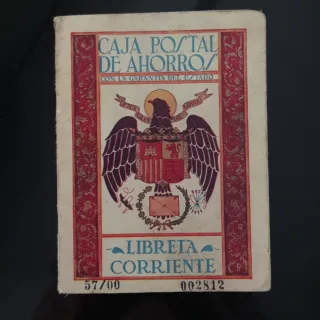 CAJA POSTAL
DE AHORROS
CON LA GARANTIA DEL ESTADO
LIBRETA
CORRIENTE
57/00 002812